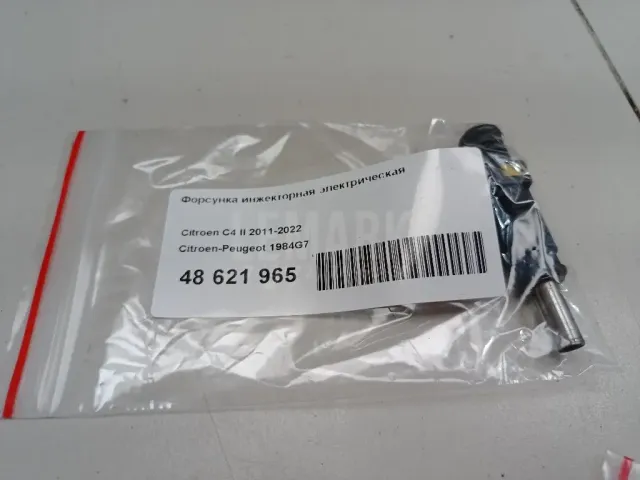 Форсунка инжекторная электрическая
Citroen C4 II 2011-2022
Citroen-Peugeot 1984G7
48 621 965